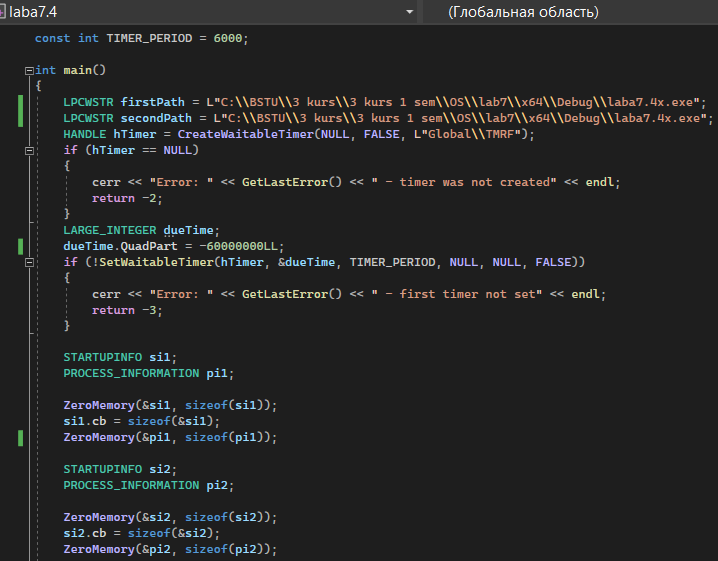 laba7.4 (Глобальная область)
const int TIMER_PERIOD = 6000;
int main()
{
LPCWSTR firstPath = L"C:\\BSTU\\3 kurs\\3 kurs 1 sem\\OS\\lab7\\x64\\Debug\\laba7.4x.exe";
LPCWSTR secondPath = L"C:\\BSTU\\3 kurs\\3 kurs 1 sem\\OS\\lab7\\x64\\Debug\\laba7.4x.exe";
HANDLE hTimer = CreateWaitableTimer(NULL, FALSE, L"Global\\TMRF");
if (hTimer == NULL)
{
cerr << "Error: " << GetLastError() << " - timer was not created" << endl;
return -2;
}
LARGE_INTEGER dueTime;
dueTime.QuadPart = -60000000LL;
if (!SetWaitableTimer(hTimer, &dueTime, TIMER_PERIOD, NULL, NULL, FALSE))
{
cerr << "Error: " << GetLastError() << " - first timer not set" << endl;
return -3;
}
STARTUPINFO si1;
PROCESS_INFORMATION pi1;
ZeroMemory(&si1, sizeof(si1));
si1.cb = sizeof(&si1);
ZeroMemory(&pi1, sizeof(pi1));
STARTUPINFO si2;
PROCESS_INFORMATION pi2;
ZeroMemory(&si2, sizeof(si2));
si2.cb = sizeof(&si2);
ZeroMemory(&pi2, sizeof(pi2));